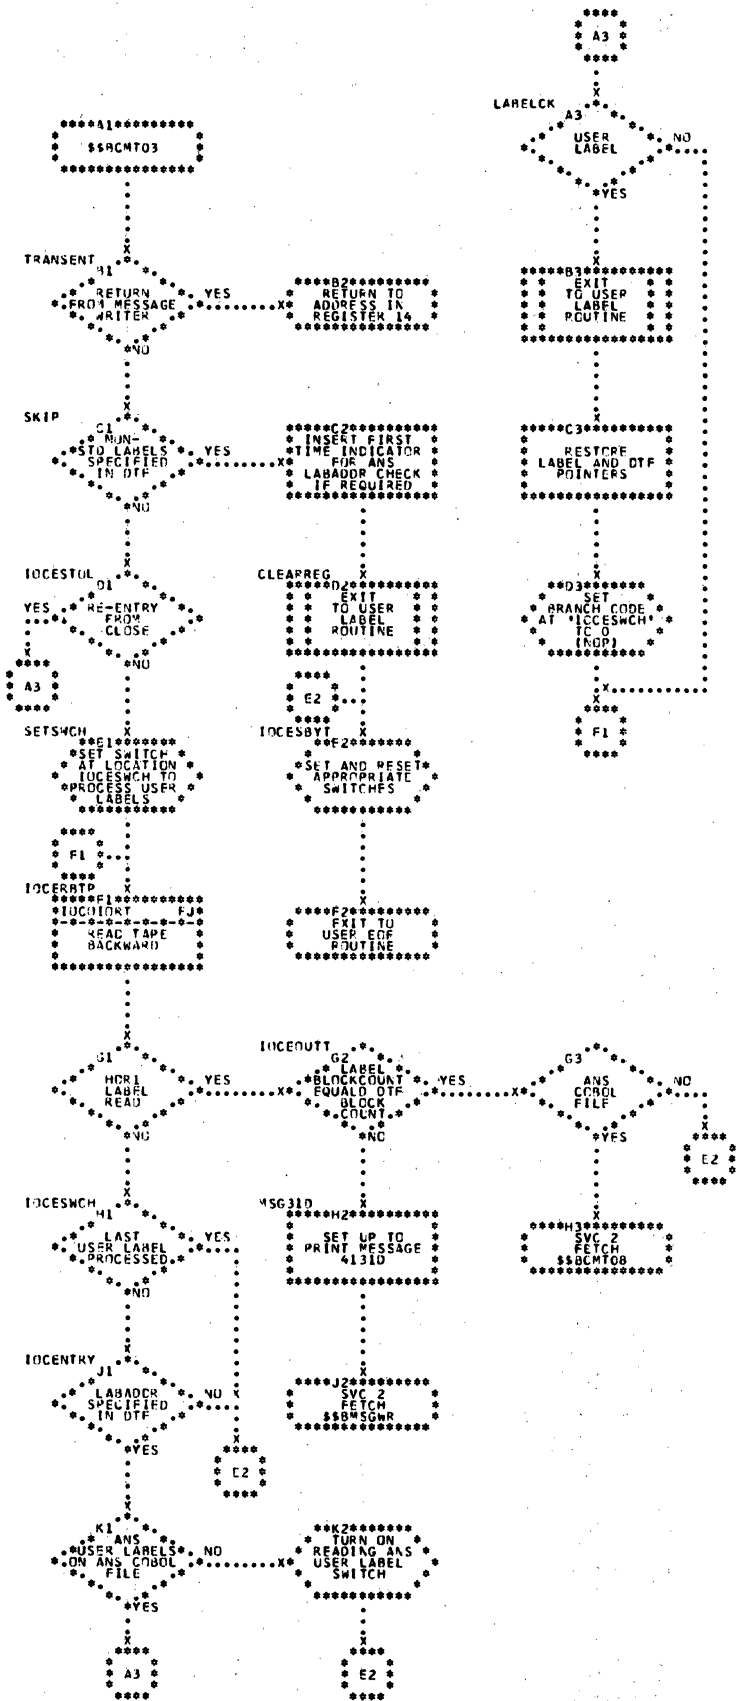 A3
LABELCK
A3
USER
LABEL
NO
YES
A1
$$BCMT03
TRANSENT
B1
RETURN
FROM MESSAGE
WRITER
YES
NO
B2
RETURN TO
ADDRESS IN
REGISTER 14
B3
EXIT
TO USER
LABEL
ROUTINE
SKIP
C1
NON-
STD LABELS
SPECIFIED
IN DTF
YES
NO
C2
INSERT FIRST
TIME INDICATOR
FOR ANS
LABADDR CHECK
IF REQUIRED
C3
RESTORE
LABEL AND DTF
POINTERS
IOCESTUL
D1
YES
RE-ENTRY
FROM
CLOSE
NO
A3
CLEARREG
D2
EXIT
TO USER
LABEL
ROUTINE
D3
SET
BRANCH CODE
AT 'IOCESWCH'
TO 0
(NOP)
E2
F1
SETSWCH
E1
SET SWITCH
AT LOCATION
IOCESWCH TO
PROCESS USER
LABELS
IOCESBYT
E2
SET AND RESET
APPROPRIATE
SWITCHES
F1
IOCERBTP
F1
IOCOIORT FJ
READ TAPE
BACKWARD
F2
EXIT TO
USER EOF
ROUTINE
G1
HDR1
LABEL
READ
YES
NO
IOCEOUTT
G2
LABEL
BLOCKCOUNT
EQUALD DTF
BLOCK
COUNT
YES
NO
G3
ANS
COBOL
FILE
NO
YES
E2
IOCESWCH
H1
LAST
USER LABEL
PROCESSED
YES
NO
MSG31D
H2
SET UP TO
PRINT MESSAGE
4131D
H3
SVC 2
FETCH
$$BCMT08
IOCENTRY
J1
LABADDR
SPECIFIED
IN DTF
NO
YES
J2
SVC 2
FETCH
$$BMSGWR
E2
K1
ANS
USER LABELS
ON ANS COBOL
FILE
NO
YES
K2
TURN ON
READING ANS
USER LABEL
SWITCH
A3
E2